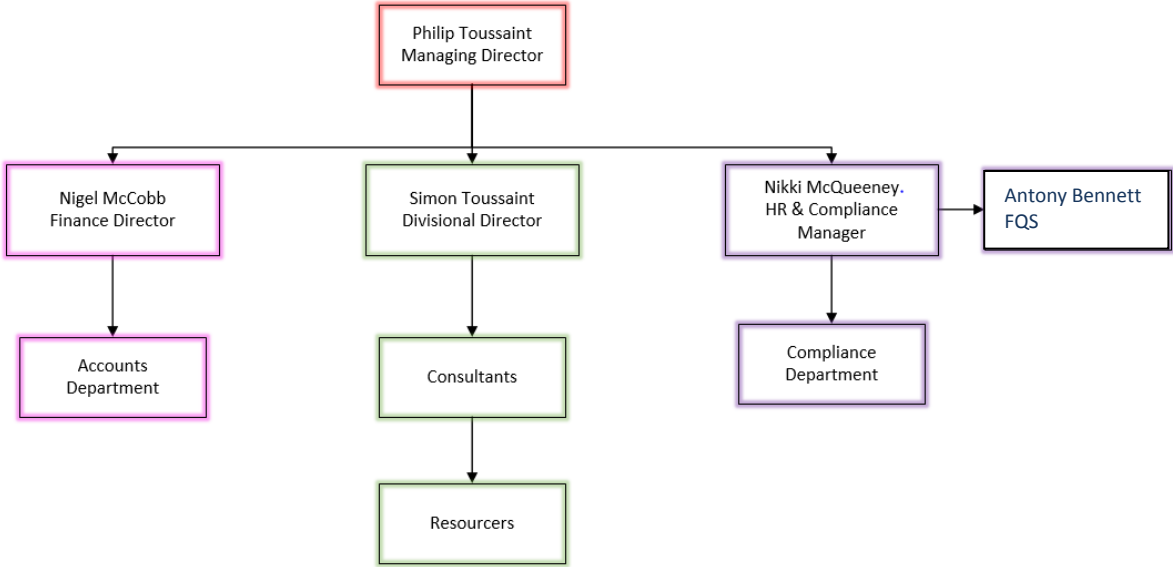 Philip Toussaint
Managing Director
Nigel McCobb
Finance Director
Simon Toussaint
Divisional Director
Nikki McQueeney.
HR & Compliance
Manager
Antony Bennett
FQS
Accounts
Department
Consultants
Compliance
Department
Resourcers